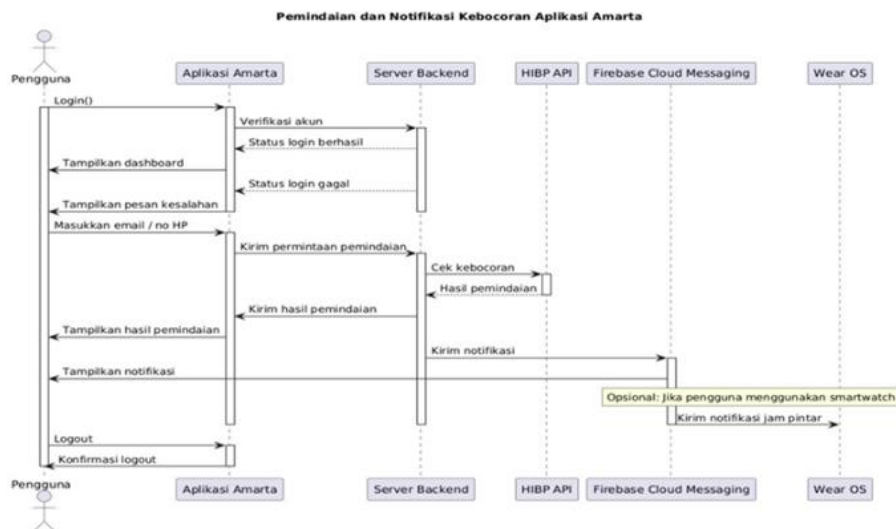 Pemindaian dan Notifikasi Kebocoran Aplikasi Amarta
Pengguna
Aplikasi Amarta
Server Backend
HIBP API
Firebase Cloud Messaging
Wear OS
Login()
Verifikasi akun
Status login berhasil
Tampilkan dashboard
Status login gagal
Tampilkan pesan kesalahan
Masukkan email / no HP
Kirim permintaan pemindaian
Cek kebocoran
Hasil pemindaian
Kirim hasil pemindaian
Tampilkan hasil pemindaian
Kirim notifikasi
Tampilkan notifikasi
Opsional: Jika pengguna menggunakan smartwatch
Kirim notifikasi jam pintar
Logout
Konfirmasi logout
Pengguna
Aplikasi Amarta
Server Backend
HIBP API
Firebase Cloud Messaging
Wear OS